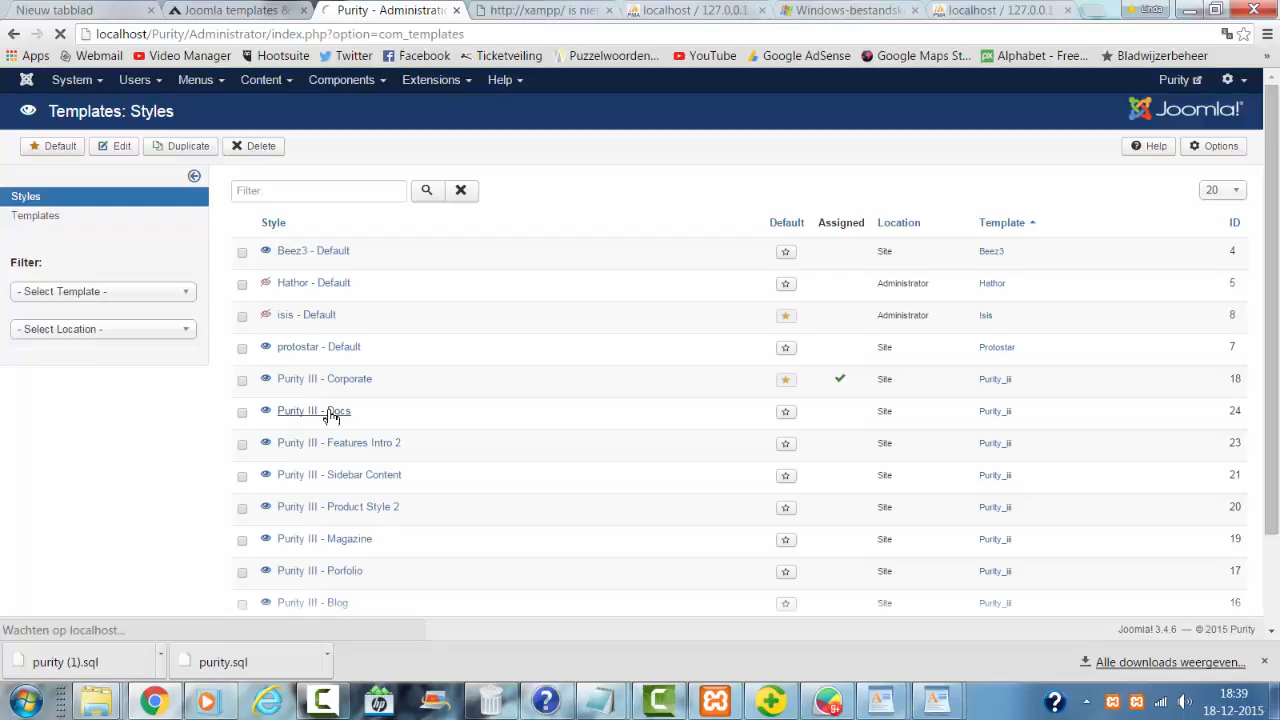 Nieuw tabblad
Joomla templates &
Purity - Administrati
http://xampp/ is niet
localhost / 127.0.0.1
Windows-bestandsk
localhost / 127.0.0.1
Linda
localhost/Purity/Administrator/index.php?option=com_templates
Apps
Webmail
Video Manager
Hootsuite
Twitter
Facebook
Ticketveiling
Puzzelwoorden...
YouTube
Google AdSense
Google Maps St...
Alphabet - Free...
Bladwijzerbeheer
»
System Users Menus Content Components Extensions Help Purity
Templates: Styles
Joomla!®
Default Edit Duplicate Delete Help Options
Styles
Templates
Filter:
- Select Template -
- Select Location -
Filter:
20
Style Default Assigned Location Template ID
Beez3 - Default Site Beez3 4
Hathor - Default Administrator Hathor 5
isis - Default Administrator Isis 8
protostar - Default Site Protostar 7
Purity III - Corporate Site Purity_iii 18
Purity III - Docs Site Purity_iii 24
Purity III - Features Intro 2 Site Purity_iii 23
Purity III - Sidebar Content Site Purity_iii 21
Purity III - Product Style 2 Site Purity_iii 20
Purity III - Magazine Site Purity_iii 19
Purity III - Porfolio Site Purity_iii 17
Purity III - Blog Site Purity_iii 16
Wachten op localhost...
Joomla! 3.4.6 — © 2015 Purity
purity (1).sql
purity.sql
Alle downloads weergeven...
18:39
18-12-2015